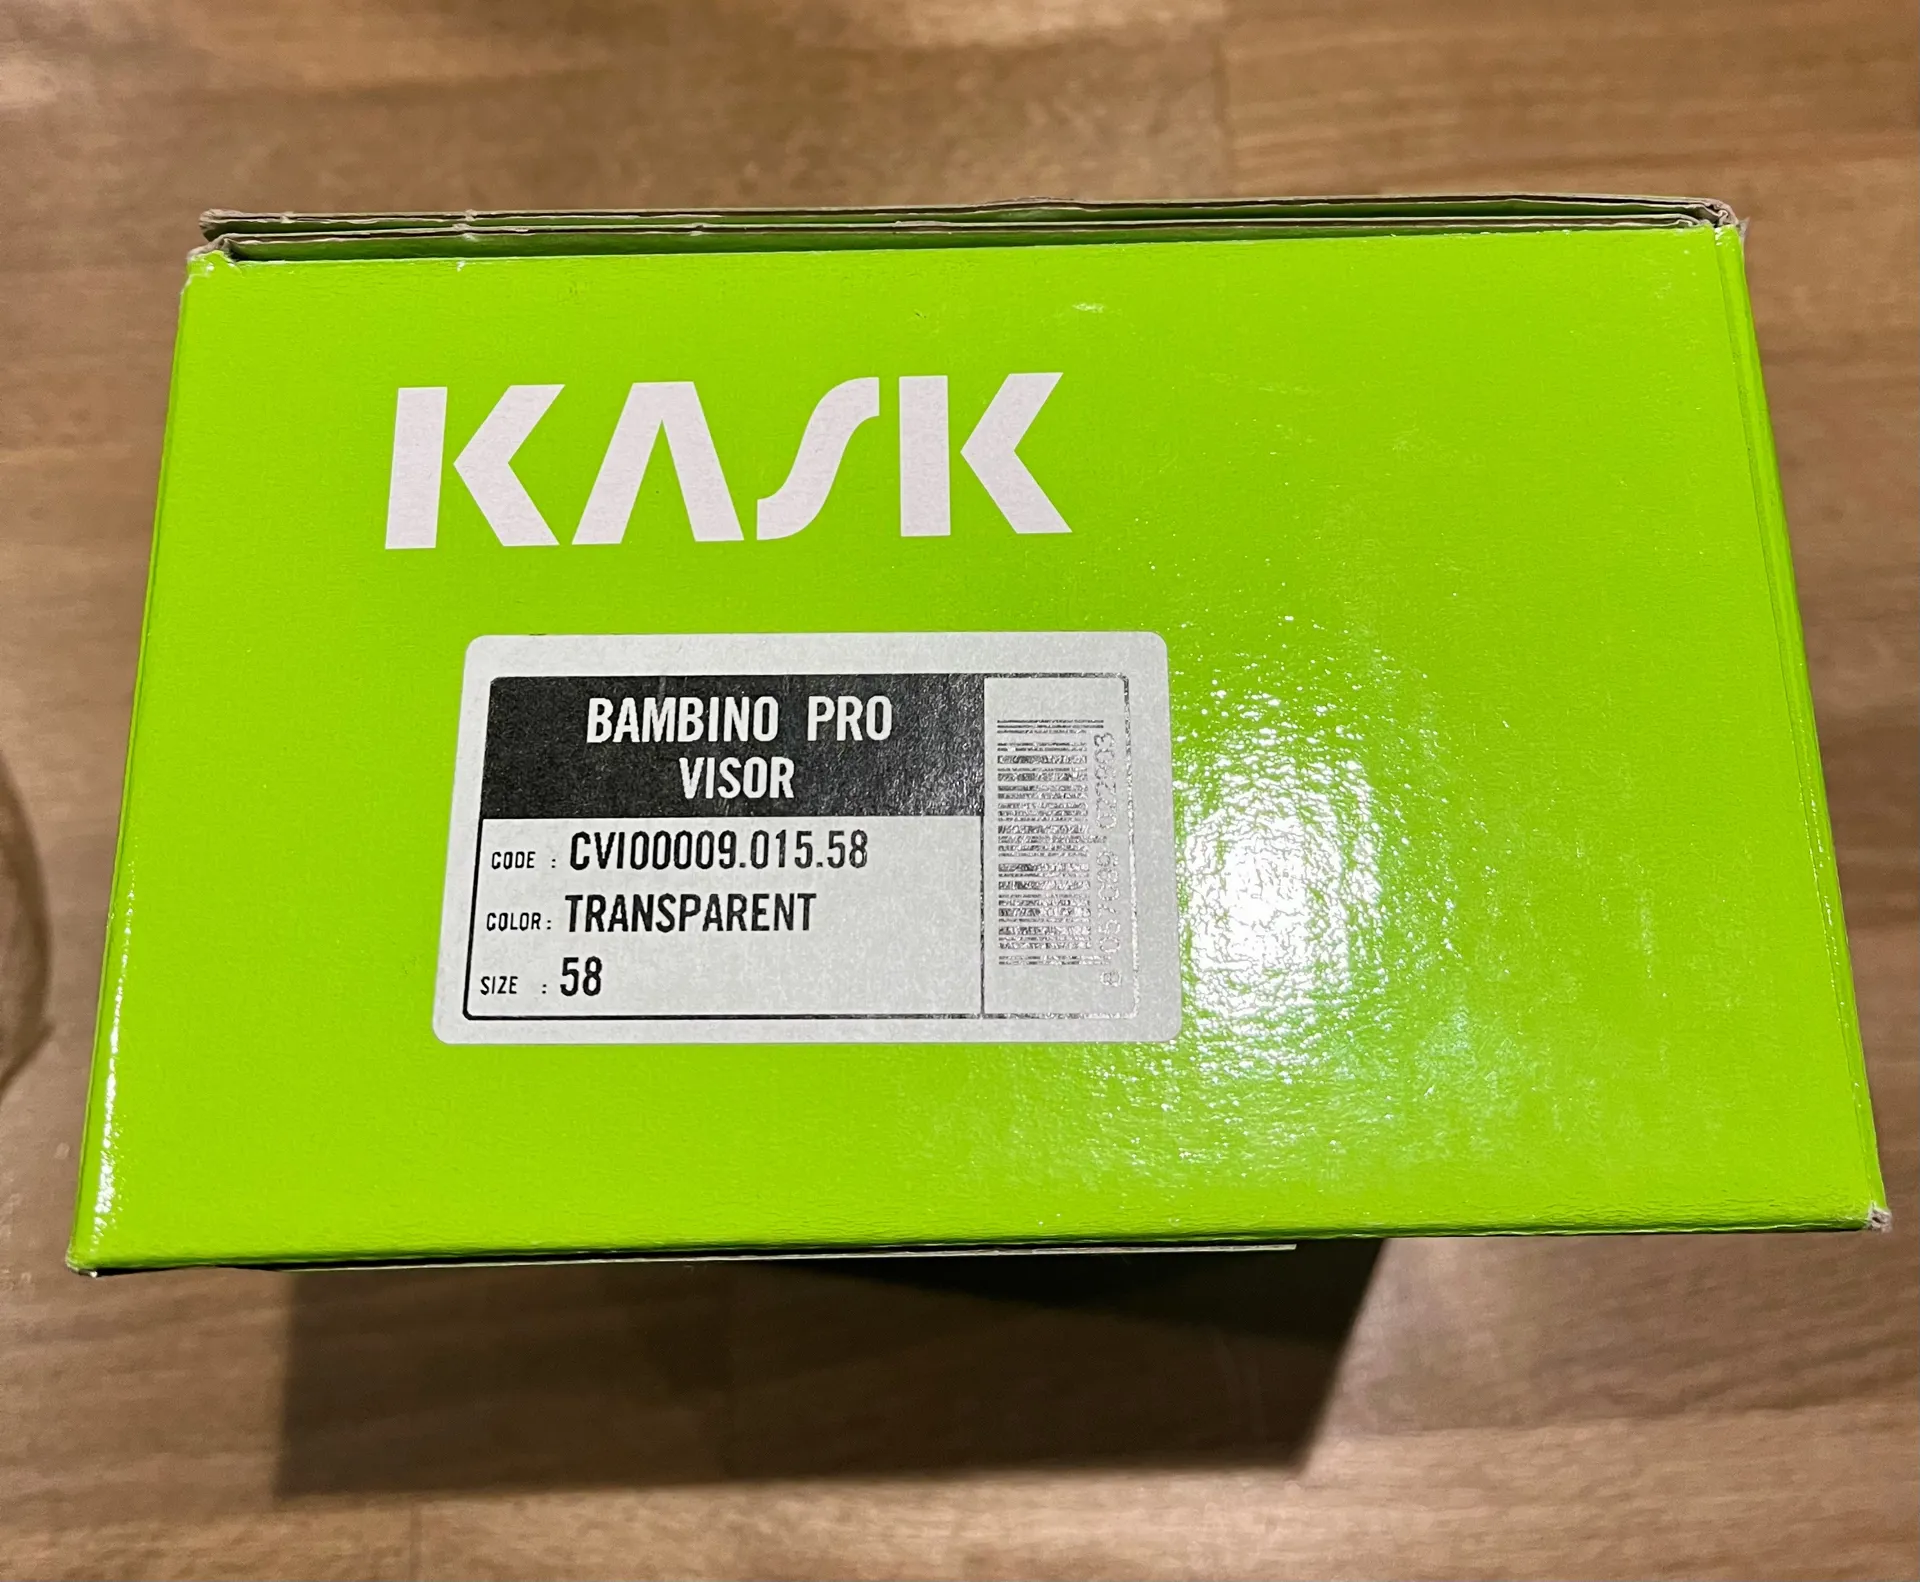 KASK
BAMBINO PRO
VISOR
CODE : CVI00009.015.58
COLOR: TRANSPARENT
SIZE : 58